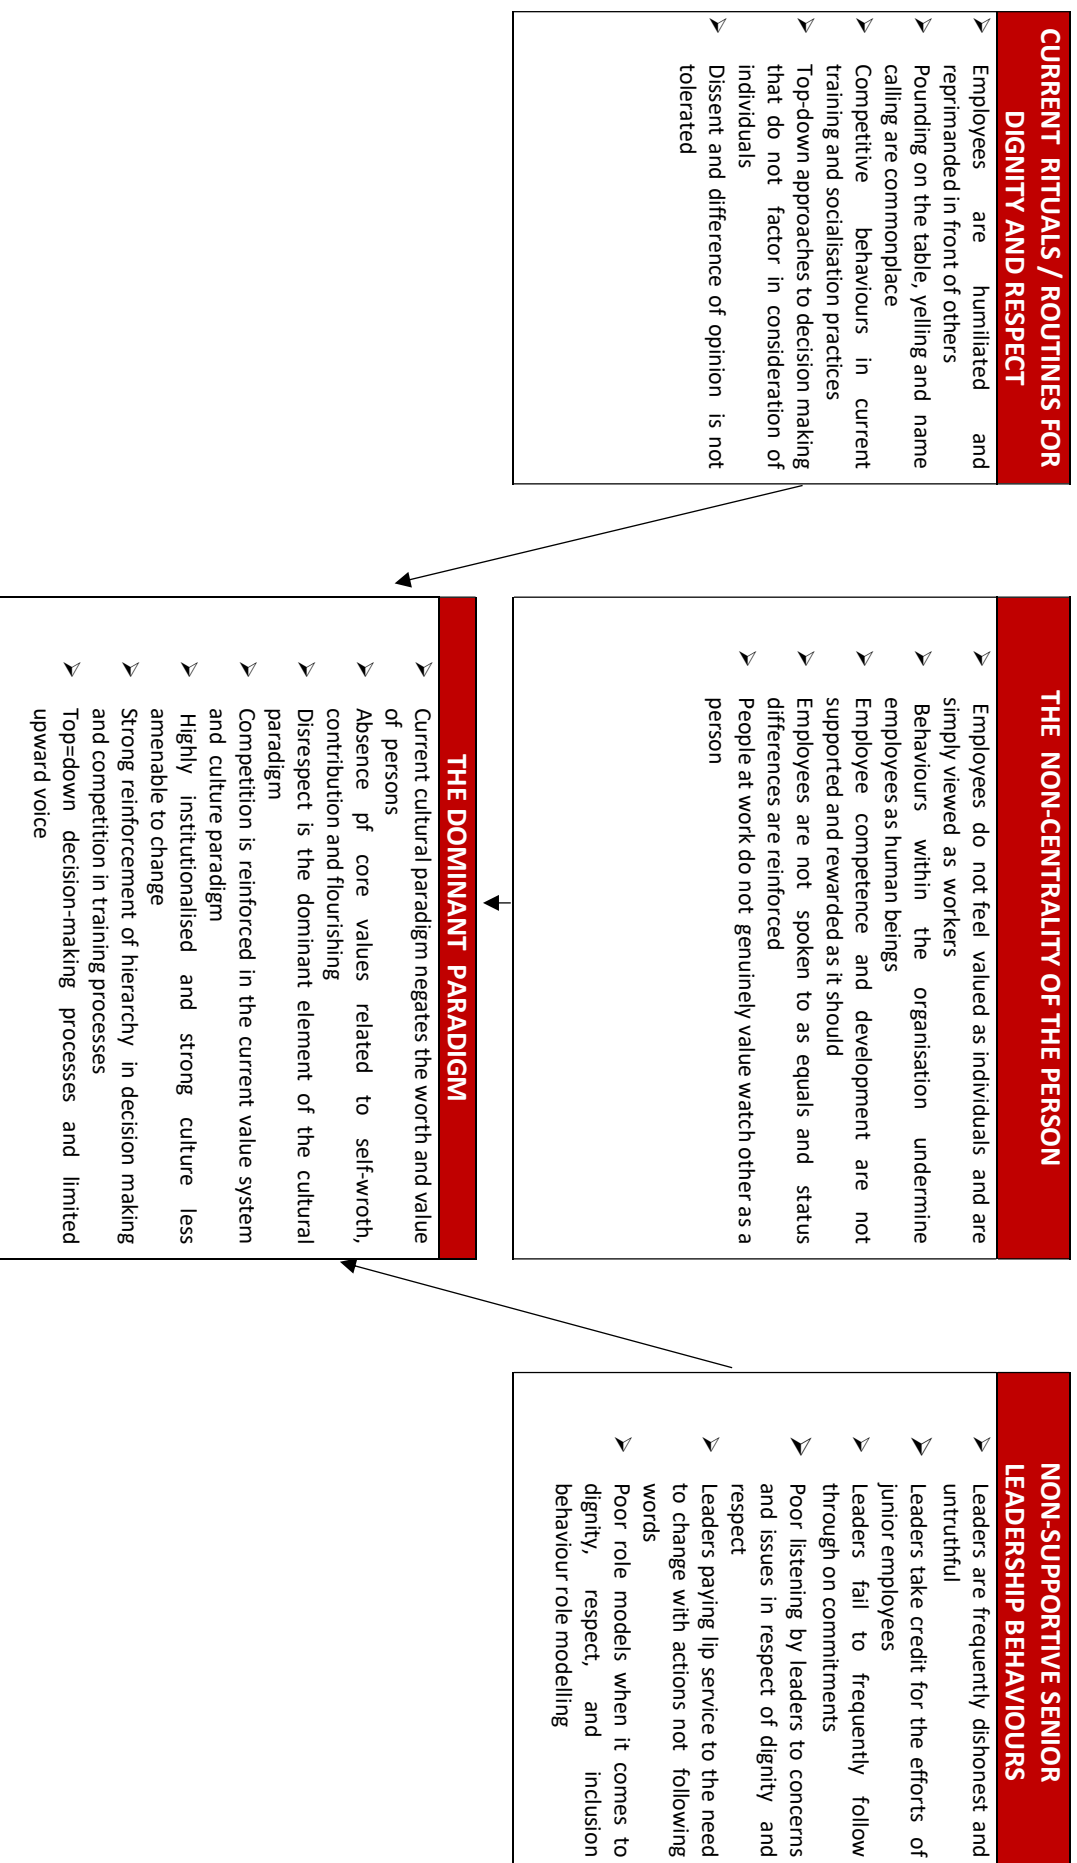 CURRENT RITUALS / ROUTINES FOR
DIGNITY AND RESPECT
➢ Employees are humiliated and
reprimanded in front of others
➢ Pounding on the table, yelling and name
calling are commonplace
➢ Competitive behaviours in current
training and socialisation practices
➢ Top-down approaches to decision making
that do not factor in consideration of
individuals
➢ Dissent and difference of opinion is not
tolerated
THE NON-CENTRALITY OF THE PERSON
➢ Employees do not feel valued as individuals and are
simply viewed as workers
➢ Behaviours within the organisation undermine
employees as human beings
➢ Employee competence and development are not
supported and rewarded as it should
➢ Employees are not spoken to as equals and status
differences are reinforced
➢ People at work do not genuinely value watch other as a
person
NON-SUPPORTIVE SENIOR
LEADERSHIP BEHAVIOURS
➢ Leaders are frequently dishonest and
untruthful
➢ Leaders take credit for the efforts of
junior employees
➢ Leaders fail to frequently follow
through on commitments
➢ Poor listening by leaders to concerns
and issues in respect of dignity and
respect
➢ Leaders paying lip service to the need
to change with actions not following
words
➢ Poor role models when it comes to
dignity, respect, and inclusion
behaviour role modelling
THE DOMINANT PARADIGM
➢ Current cultural paradigm negates the worth and value
of persons
➢ Absence pf core values related to self-wroth,
contribution and flourishing
➢ Disrespect is the dominant element of the cultural
paradigm
➢ Competition is reinforced in the current value system
and culture paradigm
➢ Highly institutionalised and strong culture less
amenable to change
➢ Strong reinforcement of hierarchy in decision making
and competition in training processes
➢ Top=down decision-making processes and limited
upward voice